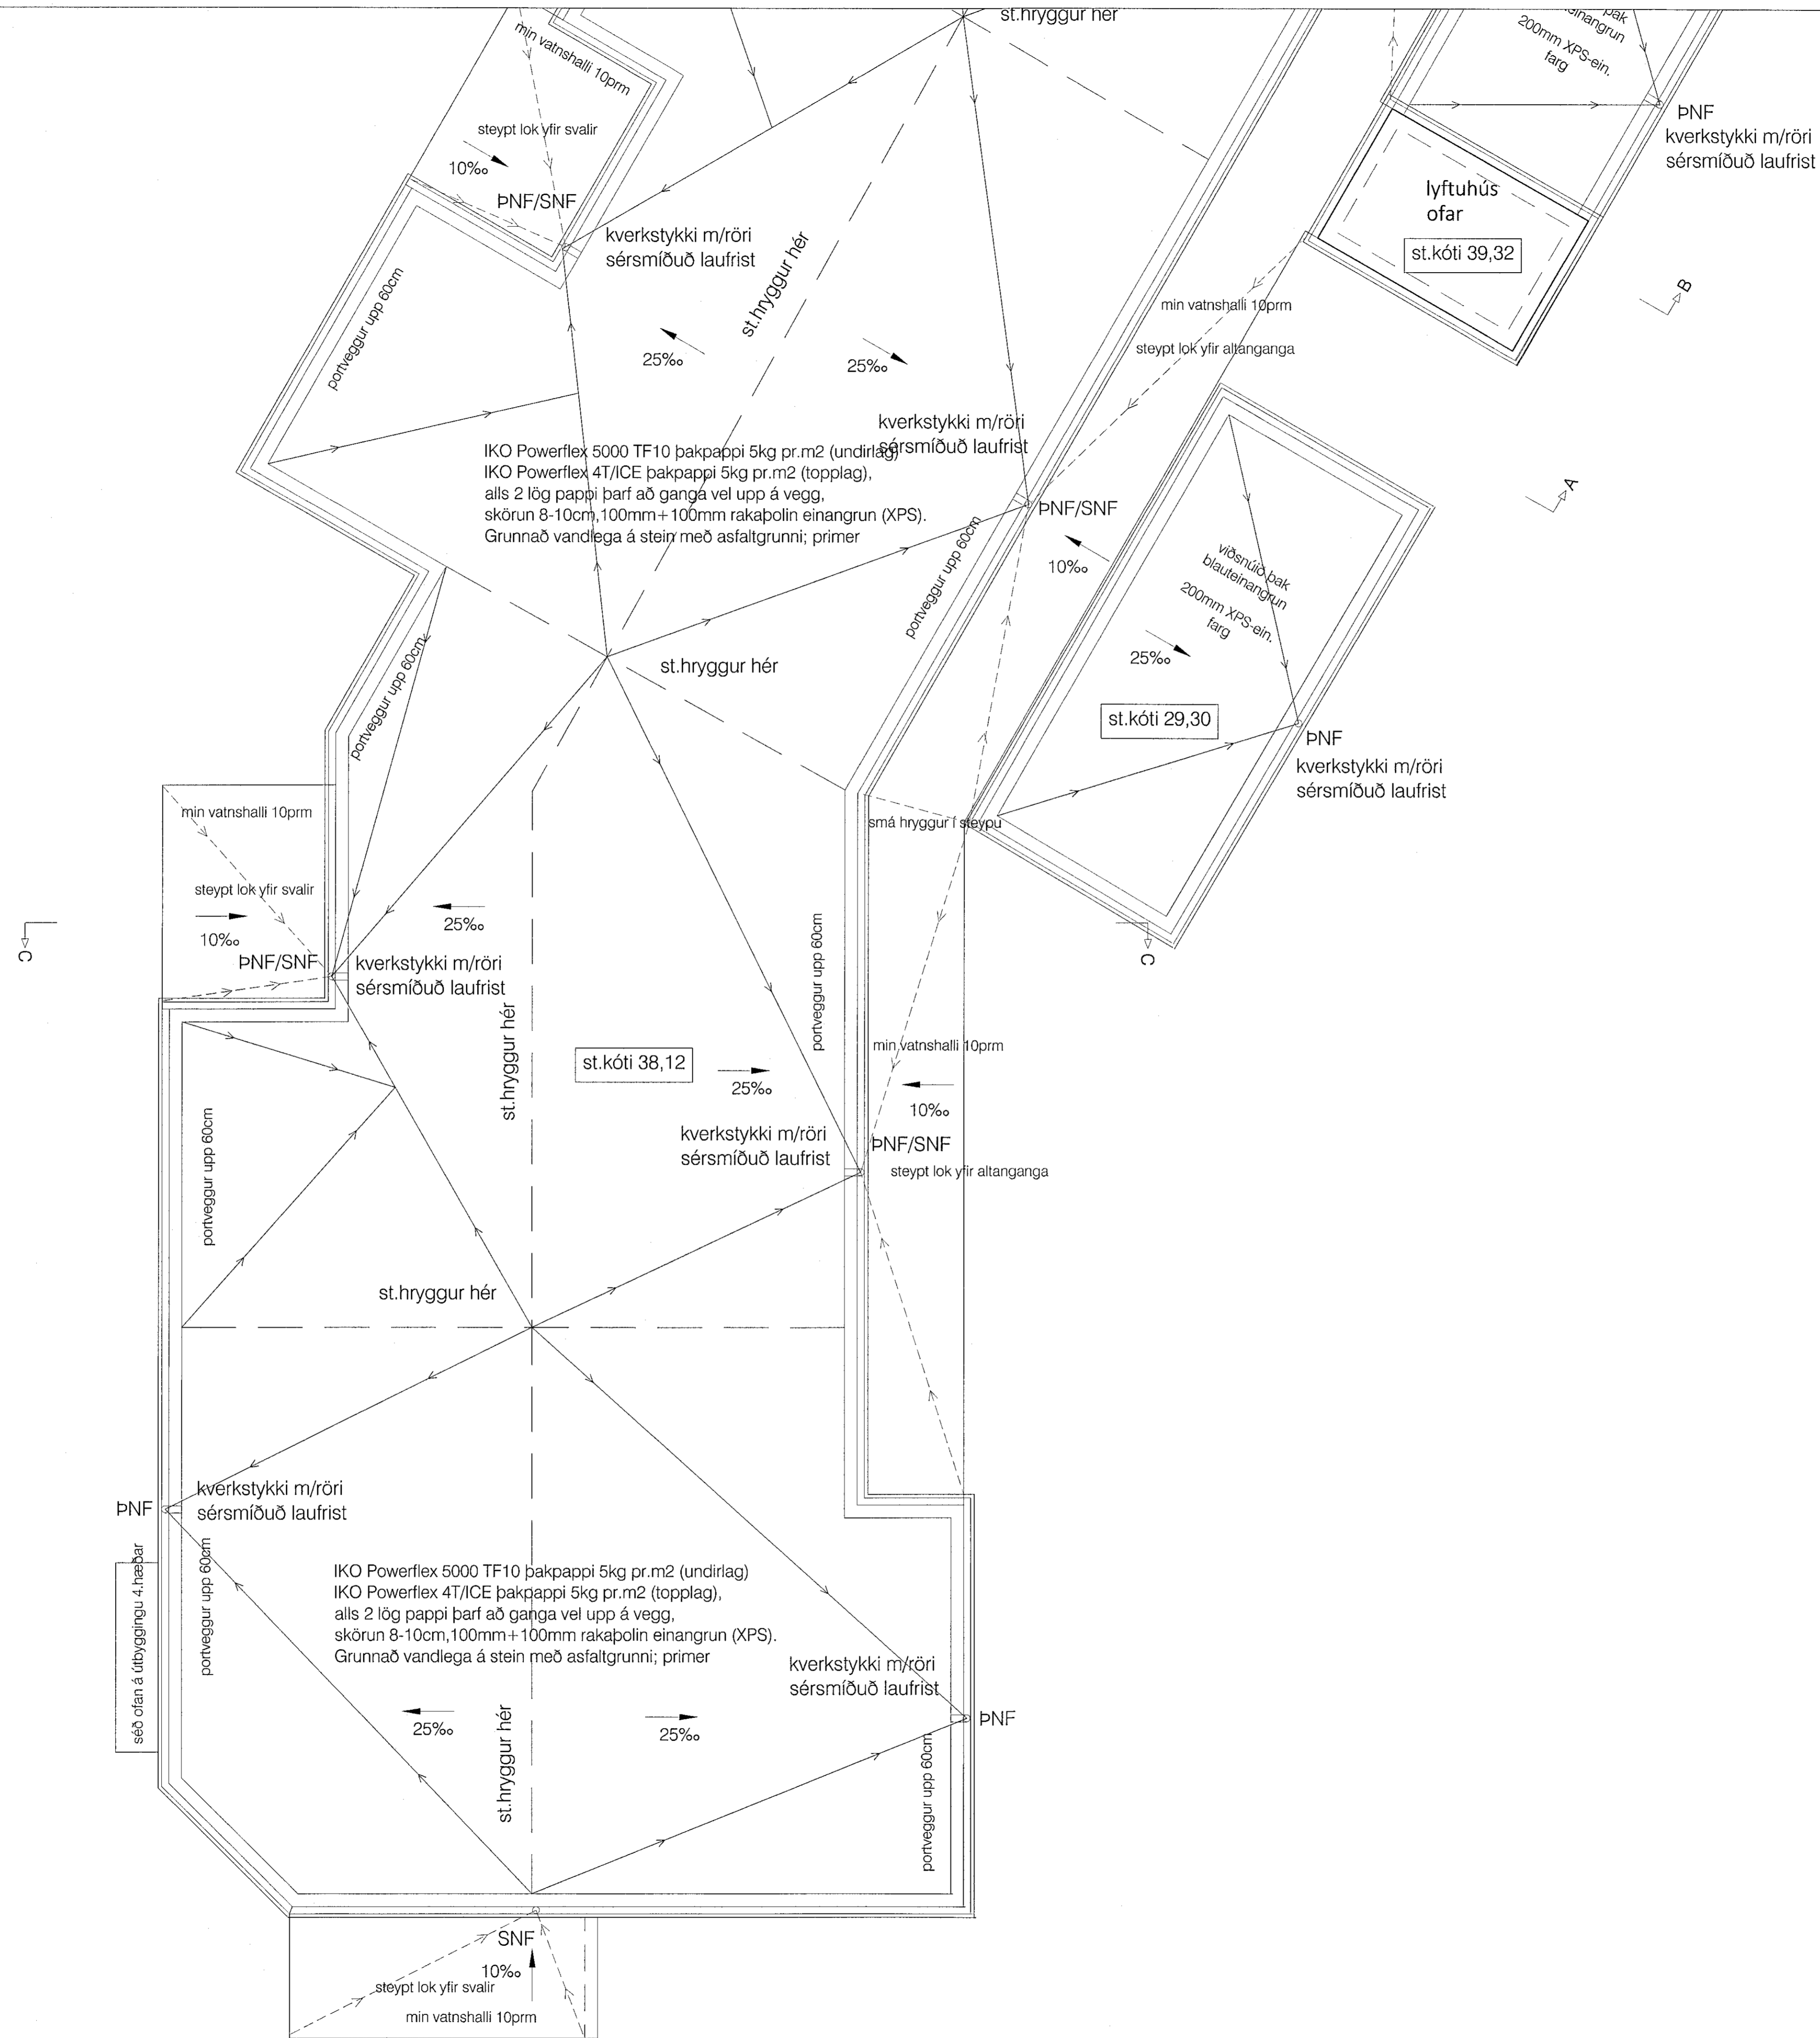 st.hryggur hér
min vatnshalli 10prm
þak
einangrun
200mm XPS-ein.
farg
ÞNF
kverkstykki m/röri
sérsmíðuð laufrist
steypt lok yfir svalir
10‰
ÞNF/SNF
kverkstykki m/röri
sérsmíðuð laufrist
lyftuhús
ofar
st.kóti 39,32
B
portveggur upp 60cm
st.hryggur hér
min vatnshalli 10prm
steypt lok yfir altanganga
25‰
25‰
kverkstykki m/röri
sérsmíðuð laufrist
IKO Powerflex 5000 TF10 þakpappi 5kg pr.m2 (undirlag)
IKO Powerflex 4T/ICE þakpappi 5kg pr.m2 (topplag),
alls 2 lög pappi þarf að ganga vel upp á vegg,
skörun 8-10cm,100mm+100mm rakaþolin einangrun (XPS).
Grunnað vandlega á stein með asfaltgrunni; primer
A
ÞNF/SNF
10‰
portveggur upp 60cm
viðsnúið þak
blauteinangrun
200mm XPS-ein.
farg
25‰
st.kóti 29,30
ÞNF
kverkstykki m/röri
sérsmíðuð laufrist
st.hryggur hér
portveggur upp 60cm
min vatnshalli 10prm
smá hryggur í steypu
steypt lok yfir svalir
10‰
25‰
C
C
ÞNF/SNF
kverkstykki m/röri
sérsmíðuð laufrist
portveggur upp 60cm
st.hryggur hér
st.kóti 38,12
25‰
min vatnshalli 10prm
10‰
kverkstykki m/röri
sérsmíðuð laufrist
ÞNF/SNF
steypt lok yfir altanganga
portveggur upp 60cm
st.hryggur hér
ÞNF
kverkstykki m/röri
sérsmíðuð laufrist
séð ofan á útbyggingu 4.hæðar
portveggur upp 60cm
IKO Powerflex 5000 TF10 þakpappi 5kg pr.m2 (undirlag)
IKO Powerflex 4T/ICE þakpappi 5kg pr.m2 (topplag),
alls 2 lög pappi þarf að ganga vel upp á vegg,
skörun 8-10cm,100mm+100mm rakaþolin einangrun (XPS).
Grunnað vandlega á stein með asfaltgrunni; primer
kverkstykki m/röri
sérsmíðuð laufrist
ÞNF
25‰
st.hryggur hér
25‰
portveggur upp 60cm
SNF
10‰
steypt lok yfir svalir
min vatnshalli 10prm